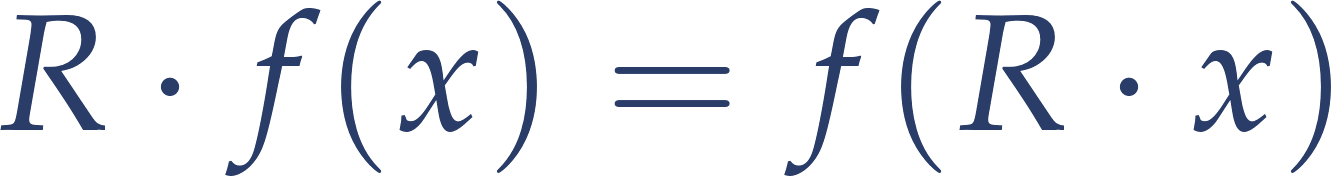 R · f(x) = f(R · x)